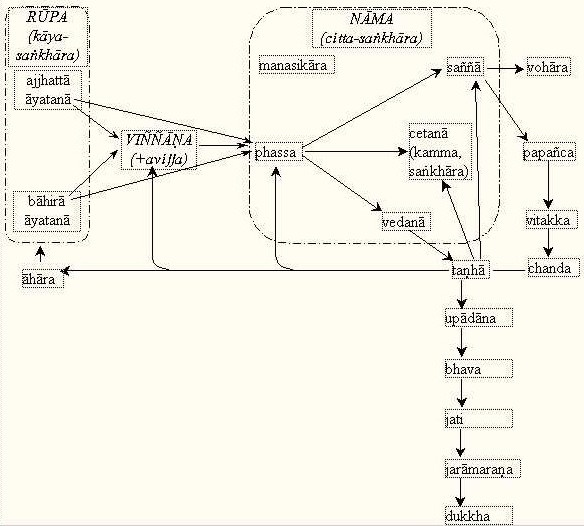 RŪPA
(kāya-
saṅkhāra)
ajjhattā
āyatanā
bāhirā
āyatanā
āhāra
VIÑÑĀṆA
(+avijja)
NĀMA
(citta-saṅkhāra)
manasikāra
phassa
saññā
cetanā
(kamma,
saṅkhāra)
vedanā
vohāra
papañca
vitakka
chanda
taṇhā
upādāna
bhava
jati
jarāmaraṇa
dukkha